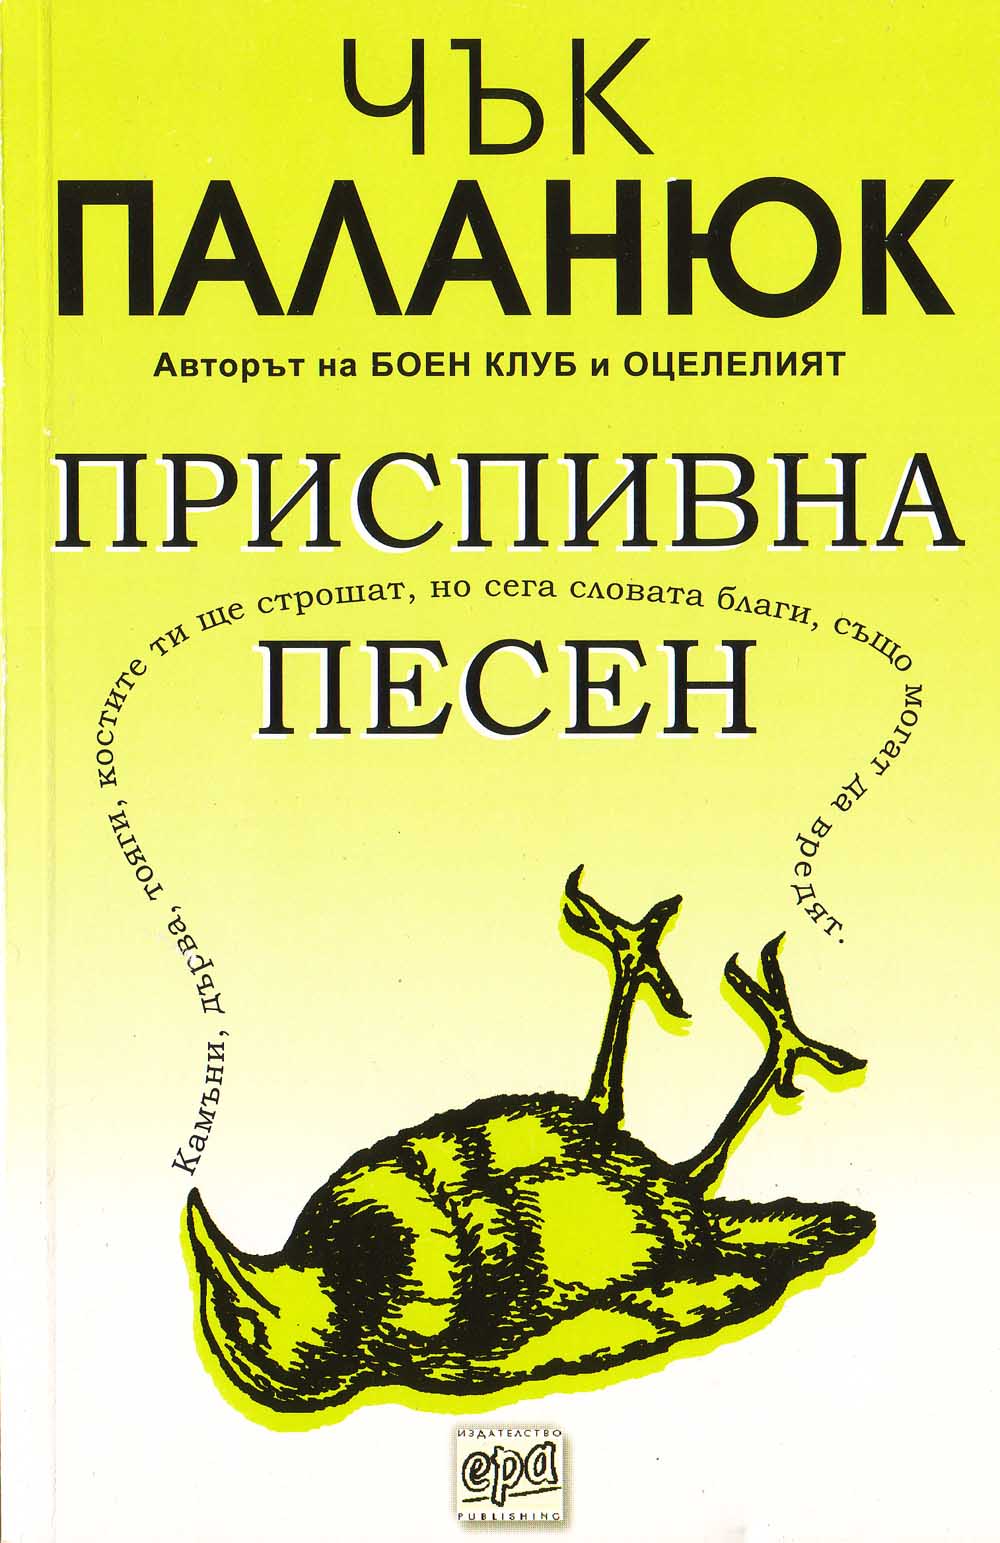 ЧЪК
ПАЛАНЮК
Авторът на БОЕН КЛУБ и ОЦЕЛЕЛИЯТ
ПРИСПИВНА
Камъни, дърва, тояги, костите ти ще строшат, но сега словата благи, също могат да вредят.
ПЕСЕН
ИЗДАТЕЛСТВО
ера
PUBLISHING